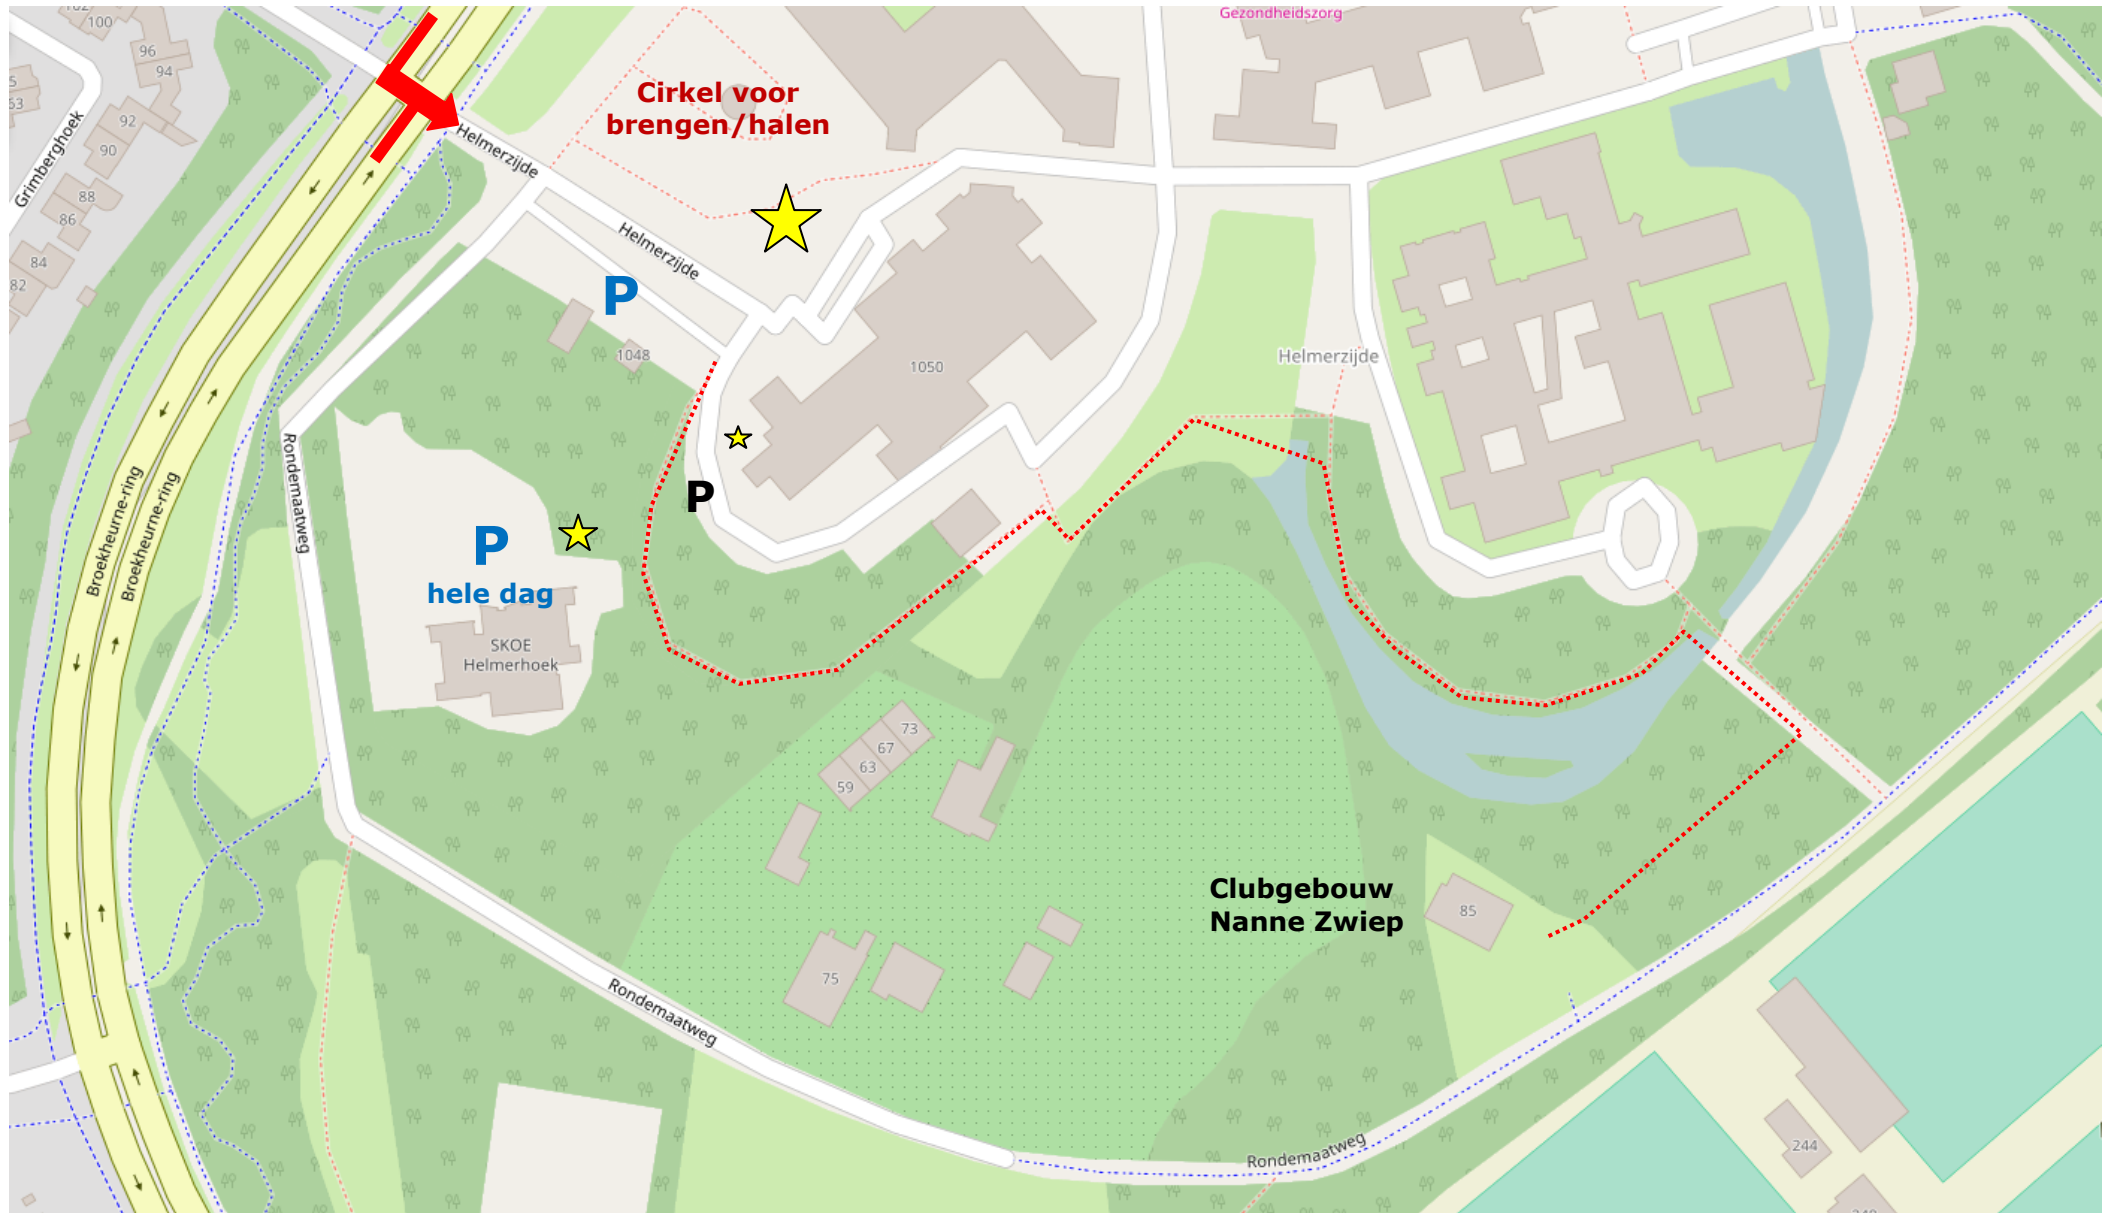 Gezondheidszorg
100
96
94
63
92
90
88
86
84
82
Grimberghoek
Cirkel voor
brengen/halen
Helmerzijde
Helmerzijde
P
1048
1050
Helmerzijde
P
P
hele dag
SKOE
Helmerhoek
Rondemaatweg
Broekheurne-ring
Broekheurne-ring
73
67
63
59
Clubgebouw
Nanne Zwiep
85
75
Rondemaatweg
Rondemaatweg
244